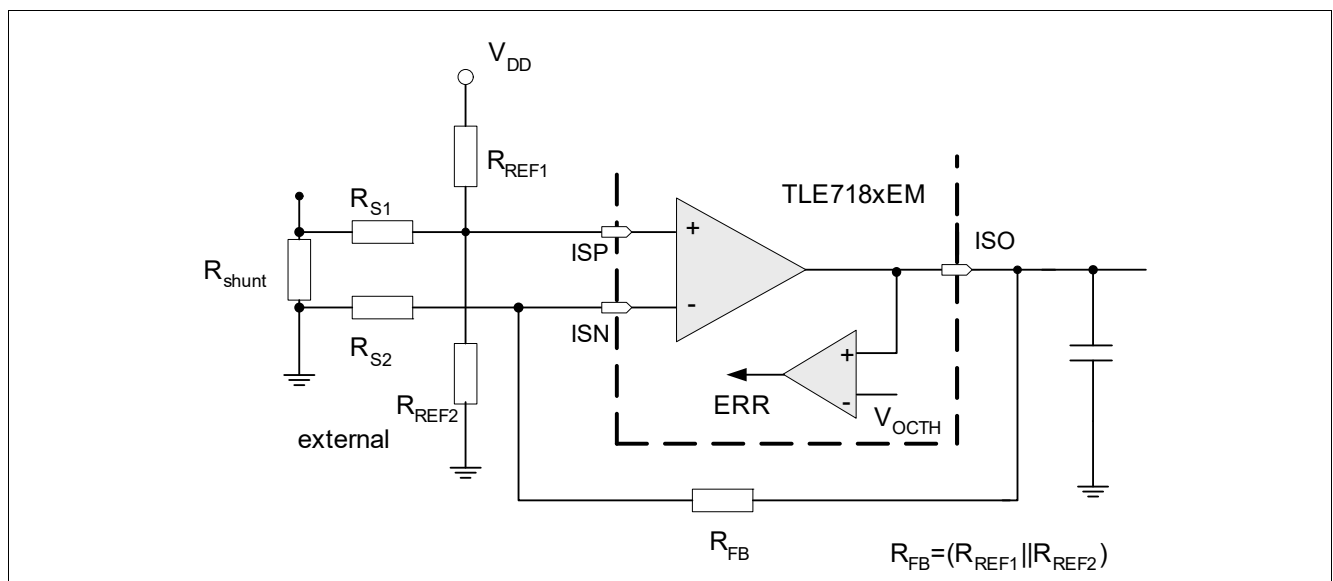 V_DD
R_REF1
TLE718xEM
R_S1
ISO
+
ISP
R_shunt
-
ISN
R_S2
+
ERR
-
V_OCTH
R_REF2
external
R_FB
R_FB=(R_REF1||R_REF2)